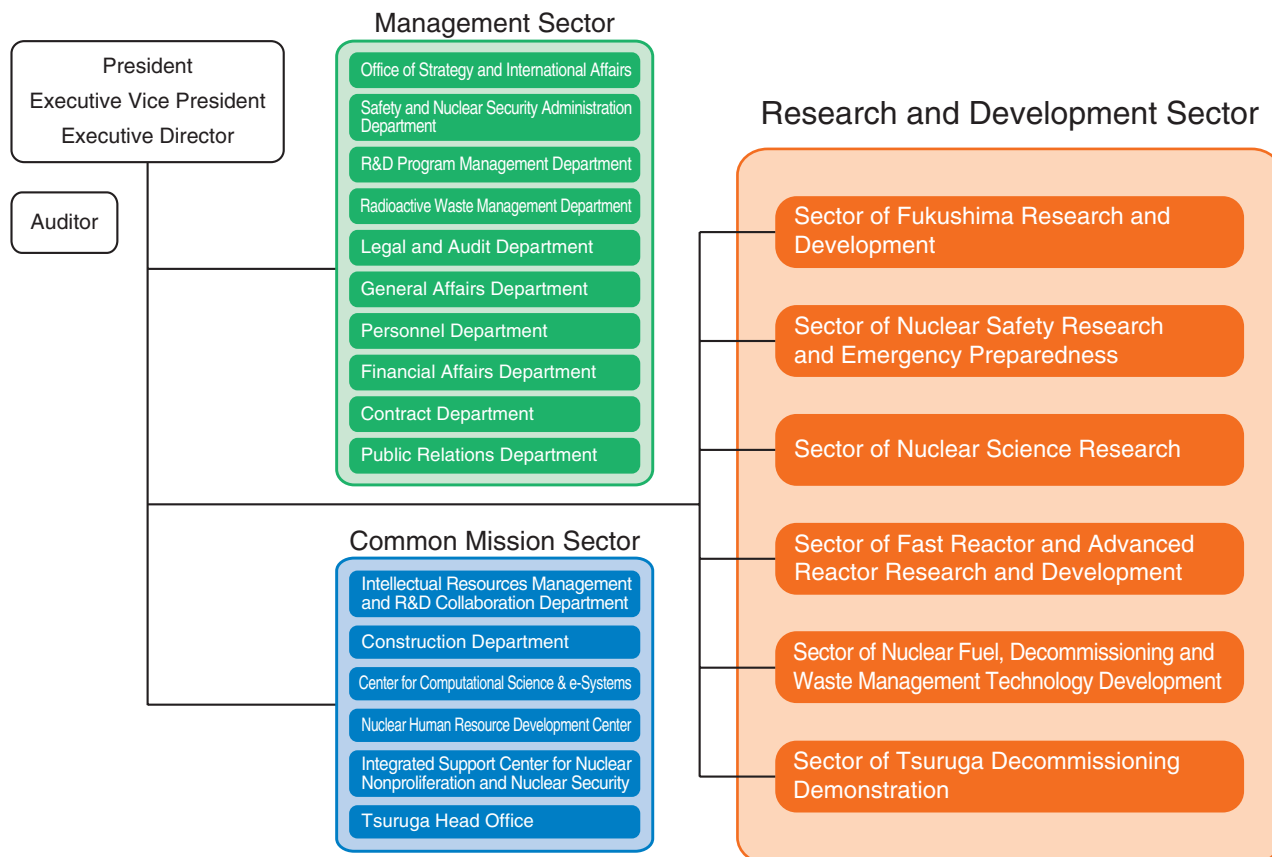 President
Executive Vice President
Executive Director
Auditor
Management Sector
Office of Strategy and International Affairs
Safety and Nuclear Security Administration
Department
R&D Program Management Department
Radioactive Waste Management Department
Legal and Audit Department
General Affairs Department
Personnel Department
Financial Affairs Department
Contract Department
Public Relations Department
Common Mission Sector
Intellectual Resources Management
and R&D Collaboration Department
Construction Department
Center for Computational Science & e-Systems
Nuclear Human Resource Development Center
Integrated Support Center for Nuclear
Nonproliferation and Nuclear Security
Tsuruga Head Office
Research and Development Sector
Sector of Fukushima Research and
Development
Sector of Nuclear Safety Research
and Emergency Preparedness
Sector of Nuclear Science Research
Sector of Fast Reactor and Advanced
Reactor Research and Development
Sector of Nuclear Fuel, Decommissioning and
Waste Management Technology Development
Sector of Tsuruga Decommissioning
Demonstration